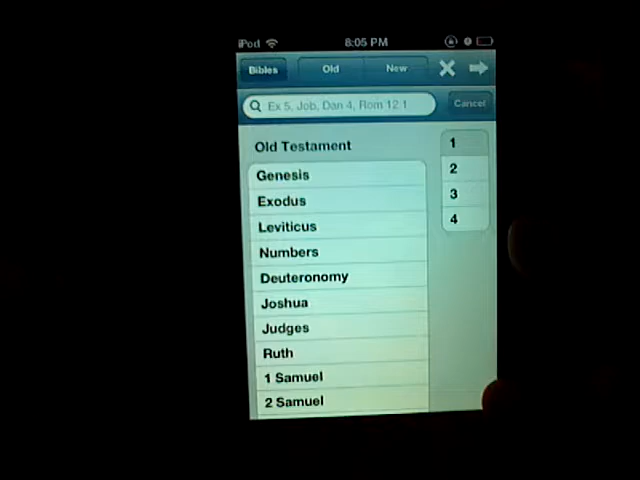 iPod 8:05 PM
Bibles Old New
Ex 5, Job, Dan 4, Rom 12 1 Cancel
Old Testament
Genesis
Exodus
Leviticus
Numbers
Deuteronomy
Joshua
Judges
Ruth
1 Samuel
2 Samuel
1
2
3
4